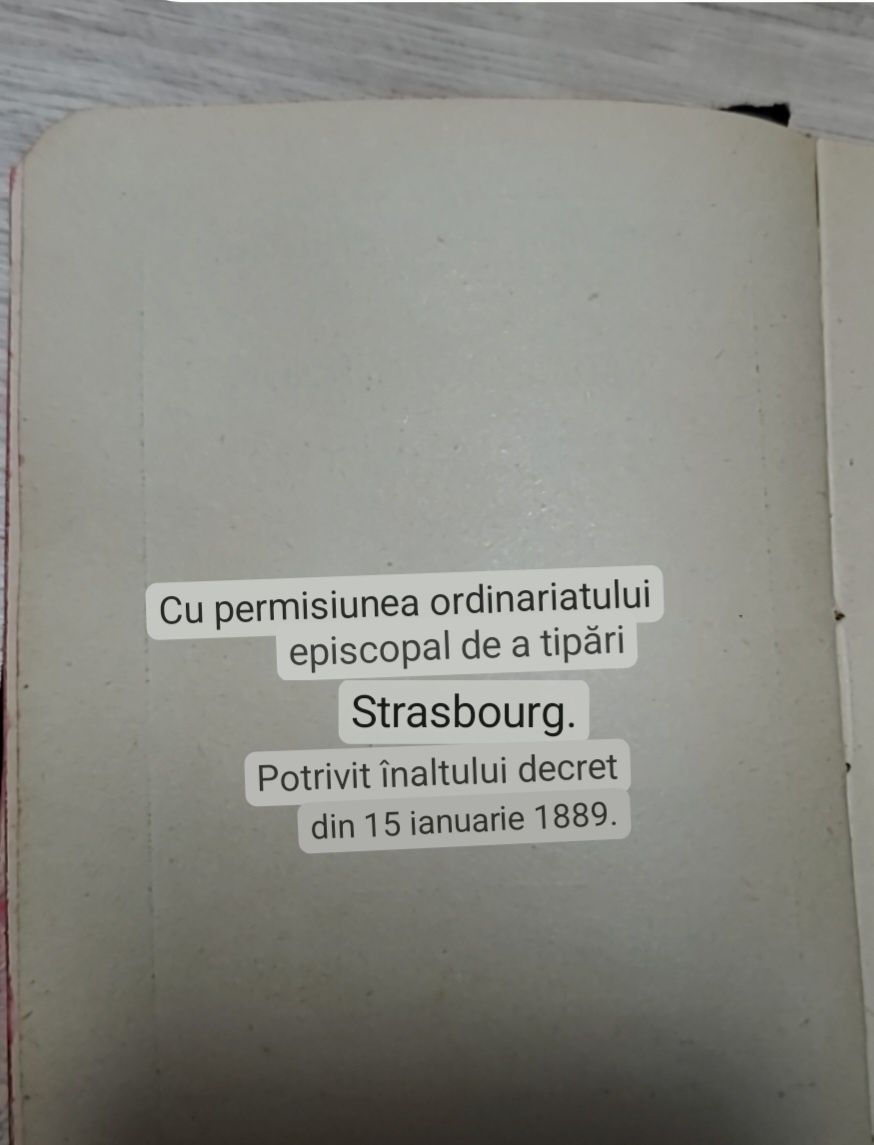 Cu permisiunea ordinariatului
episcopal de a tipări
Strasbourg.
Potrivit înaltului decret
din 15 ianuarie 1889.